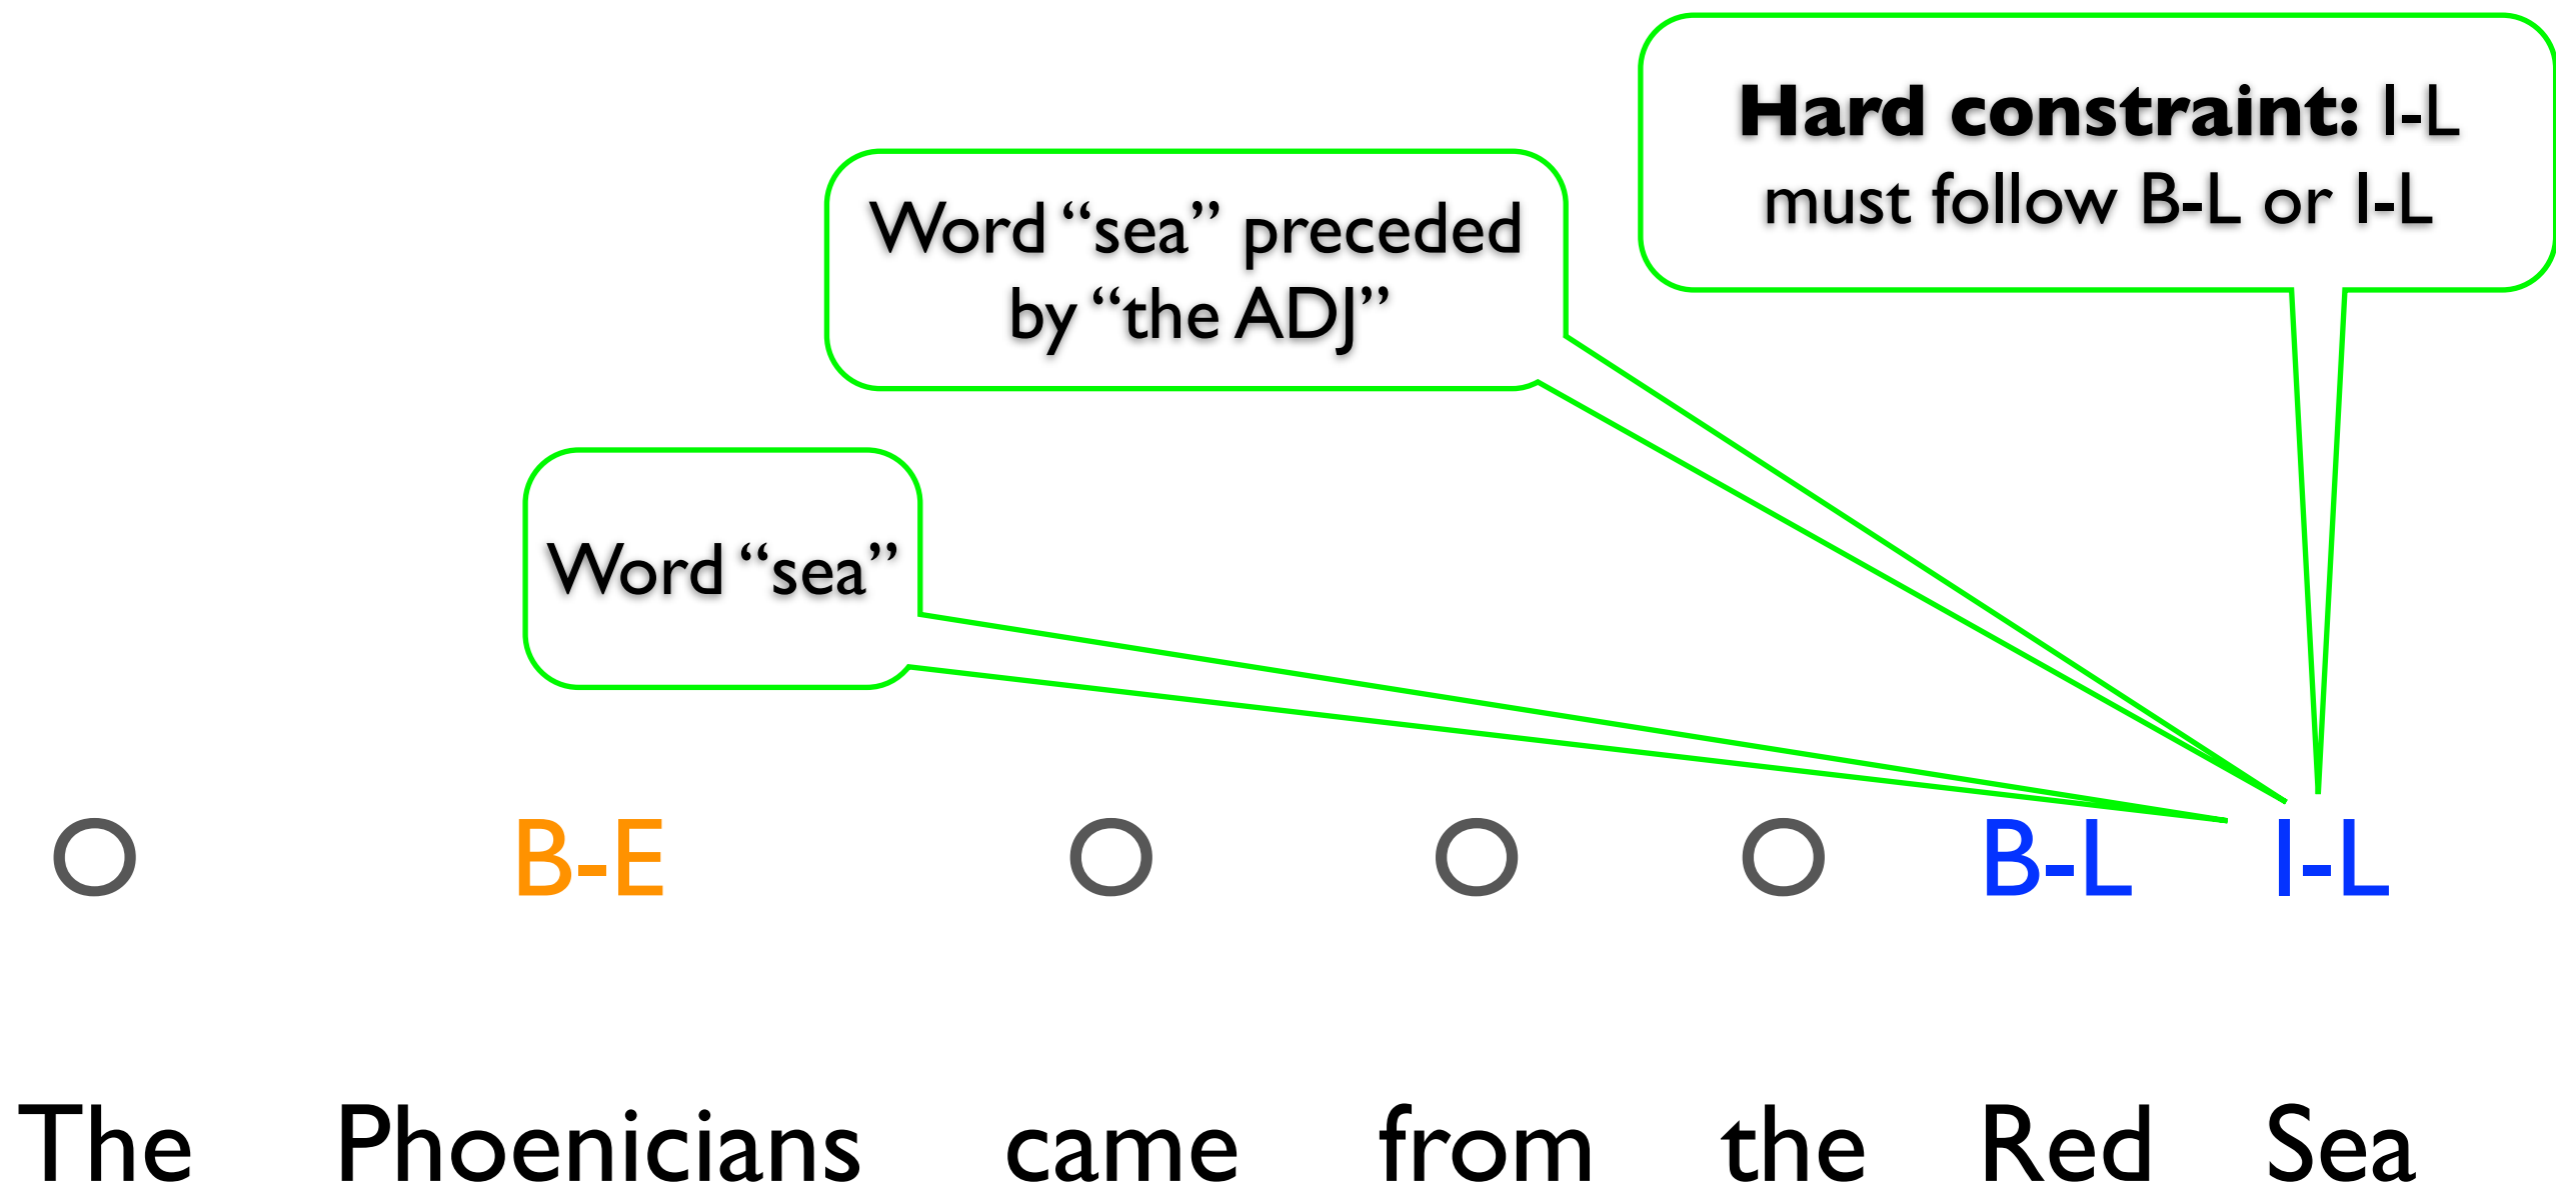 Hard constraint: I-L
must follow B-L or I-L
Word “sea” preceded
by “the ADJ”
Word “sea”
O B-E O O O B-L I-L
The Phoenicians came from the Red Sea